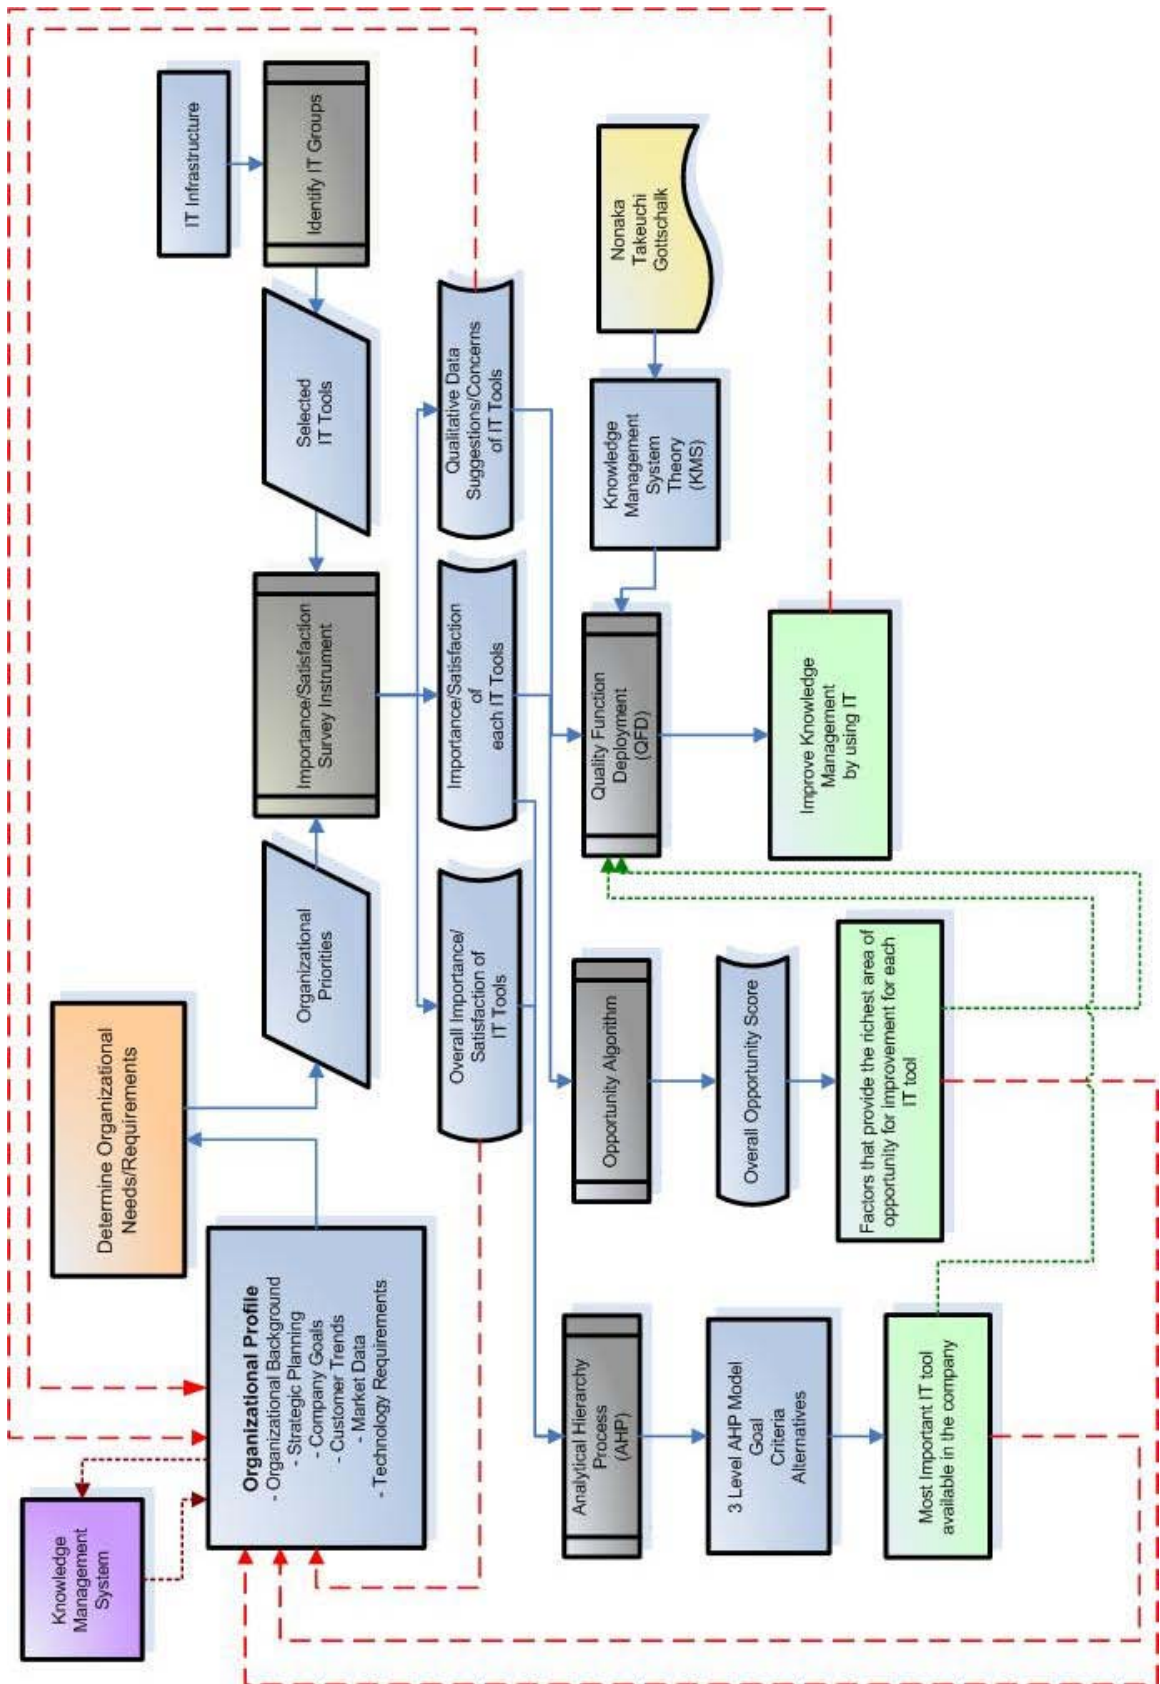 Knowledge
Management
System
Organizational Profile
- Organizational Background
- Strategic Planning
- Company Goals
- Customer Trends
- Market Data
- Technology Requirements
Determine Organizational
Needs/Requirements
Organizational
Priorities
Importance/Satisfaction
Survey Instrument
Selected
IT Tools
Identify IT Groups
IT Infrastructure
Overall Importance/
Satisfaction of
IT Tools
Importance/Satisfaction
of
each IT Tools
Qualitative Data
Suggestions/Concerns
of IT Tools
Analytical Hierarchy
Process
(AHP)
Opportunity Algorithm
Quality Function
Deployment
(QFD)
Knowledge
Management
System
Theory
(KMS)
Nonaka
Takeuchi
Gottschalk
3 Level AHP Model
Goal
Criteria
Alternatives
Overall Opportunity Score
Improve Knowledge
Management
by using IT
Most Important IT tool
available in the company
Factors that provide the richest area of
opportunity for improvement for each
IT tool